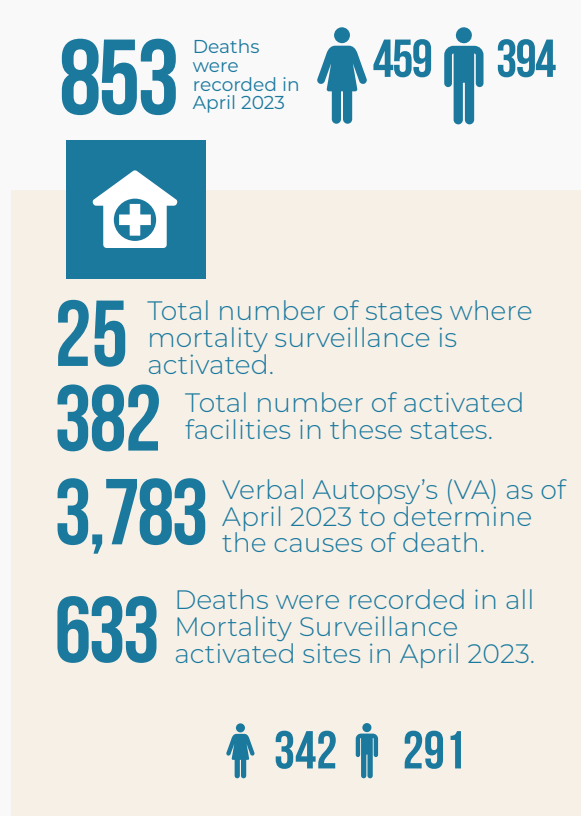 853
Deaths
were
recorded in
April 2023
459
394
25
Total number of states where
mortality surveillance is
activated.
382
Total number of activated
facilities in these states.
3,783
Verbal Autopsy’s (VA) as of
April 2023 to determine
the causes of death.
633
Deaths were recorded in all
Mortality Surveillance
activated sites in April 2023.
342
291